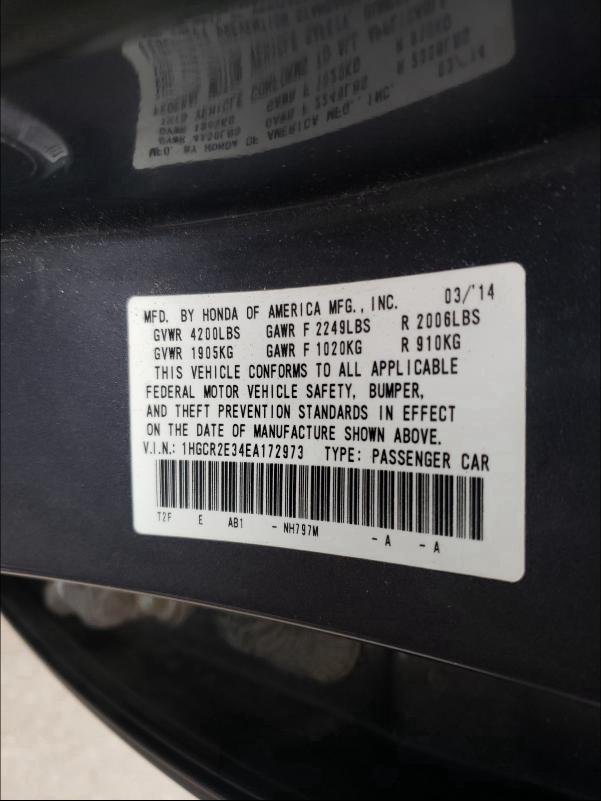 MFD. BY HONDA OF AMERICA MFG., INC. 03/'14
GVWR 4200LBS GAWR F 2249LBS R 2006LBS
GVWR 1905KG GAWR F 1020KG R 910KG
THIS VEHICLE CONFORMS TO ALL APPLICABLE
FEDERAL MOTOR VEHICLE SAFETY, BUMPER,
AND THEFT PREVENTION STANDARDS IN EFFECT
ON THE DATE OF MANUFACTURE SHOWN ABOVE.
V.I.N.: 1HGCR2E34EA172973 TYPE: PASSENGER CAR
T2F E AB1 - NH797M - A - A